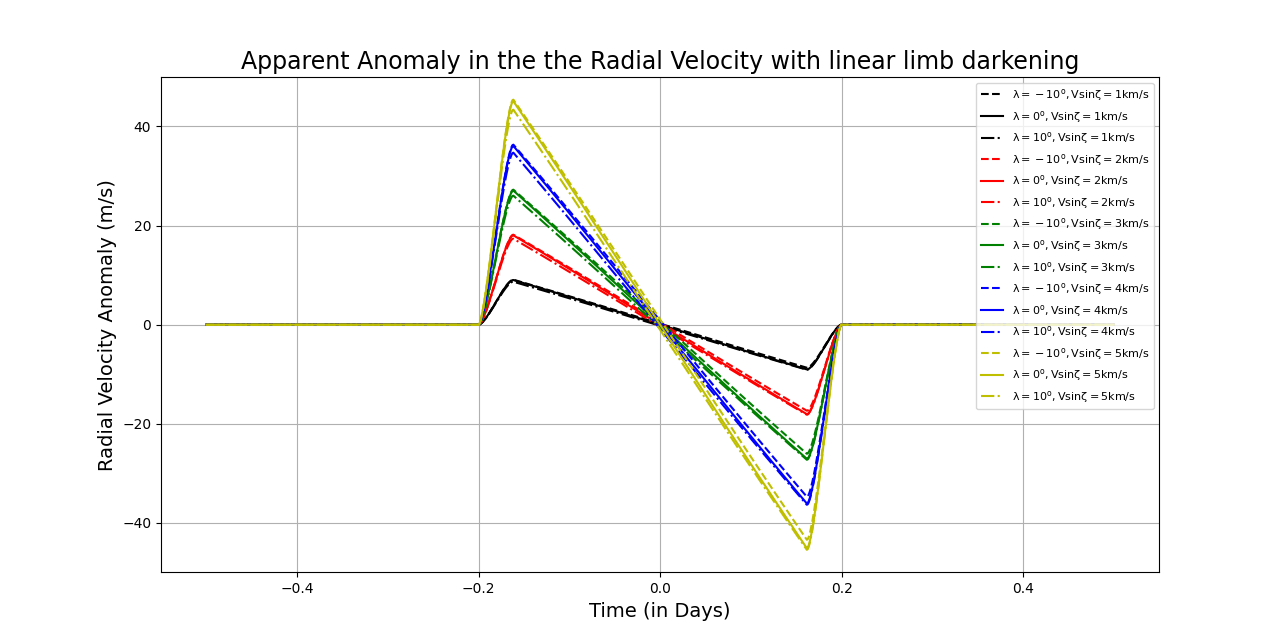 Apparent Anomaly in the the Radial Velocity with linear limb darkening
Radial Velocity Anomaly (m/s)
40
20
0
−20
−40
−0.4
−0.2
0.0
0.2
0.4
Time (in Days)
λ = −10⁰, Vsinζ = 1km/s
λ = 0⁰, Vsinζ = 1km/s
λ = 10⁰, Vsinζ = 1km/s
λ = −10⁰, Vsinζ = 2km/s
λ = 0⁰, Vsinζ = 2km/s
λ = 10⁰, Vsinζ = 2km/s
λ = −10⁰, Vsinζ = 3km/s
λ = 0⁰, Vsinζ = 3km/s
λ = 10⁰, Vsinζ = 3km/s
λ = −10⁰, Vsinζ = 4km/s
λ = 0⁰, Vsinζ = 4km/s
λ = 10⁰, Vsinζ = 4km/s
λ = −10⁰, Vsinζ = 5km/s
λ = 0⁰, Vsinζ = 5km/s
λ = 10⁰, Vsinζ = 5km/s